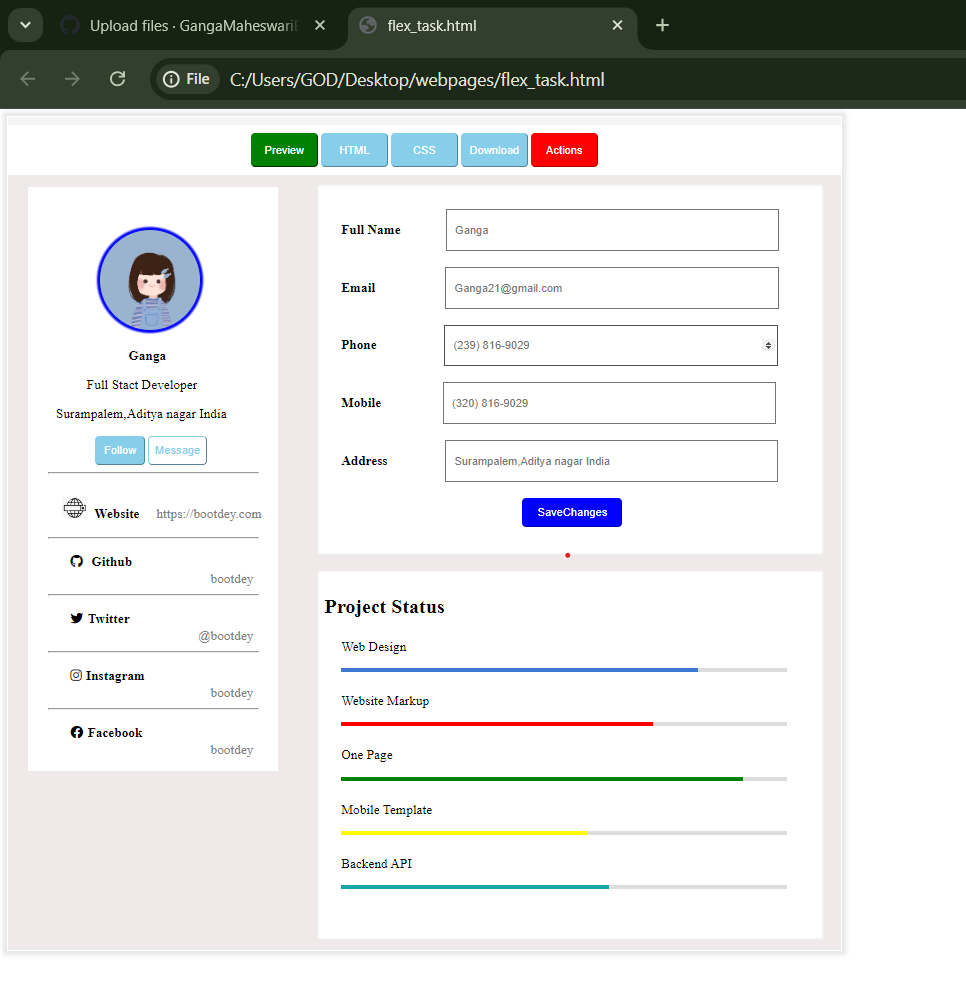 Upload files · GangaMaheswari
flex_task.html
File
C:/Users/GOD/Desktop/webpages/flex_task.html
Preview HTML CSS Download Actions
Ganga
Full Stact Developer
Surampalem,Aditya nagar India
Follow Message
Website https://bootdey.com
Github
bootdey
Twitter
@bootdey
Instagram
bootdey
Facebook
bootdey
Full Name Ganga
Email Ganga21@gmail.com
Phone (239) 816-9029
Mobile (320) 816-9029
Address Surampalem,Aditya nagar India
SaveChanges
Project Status
Web Design
Website Markup
One Page
Mobile Template
Backend API